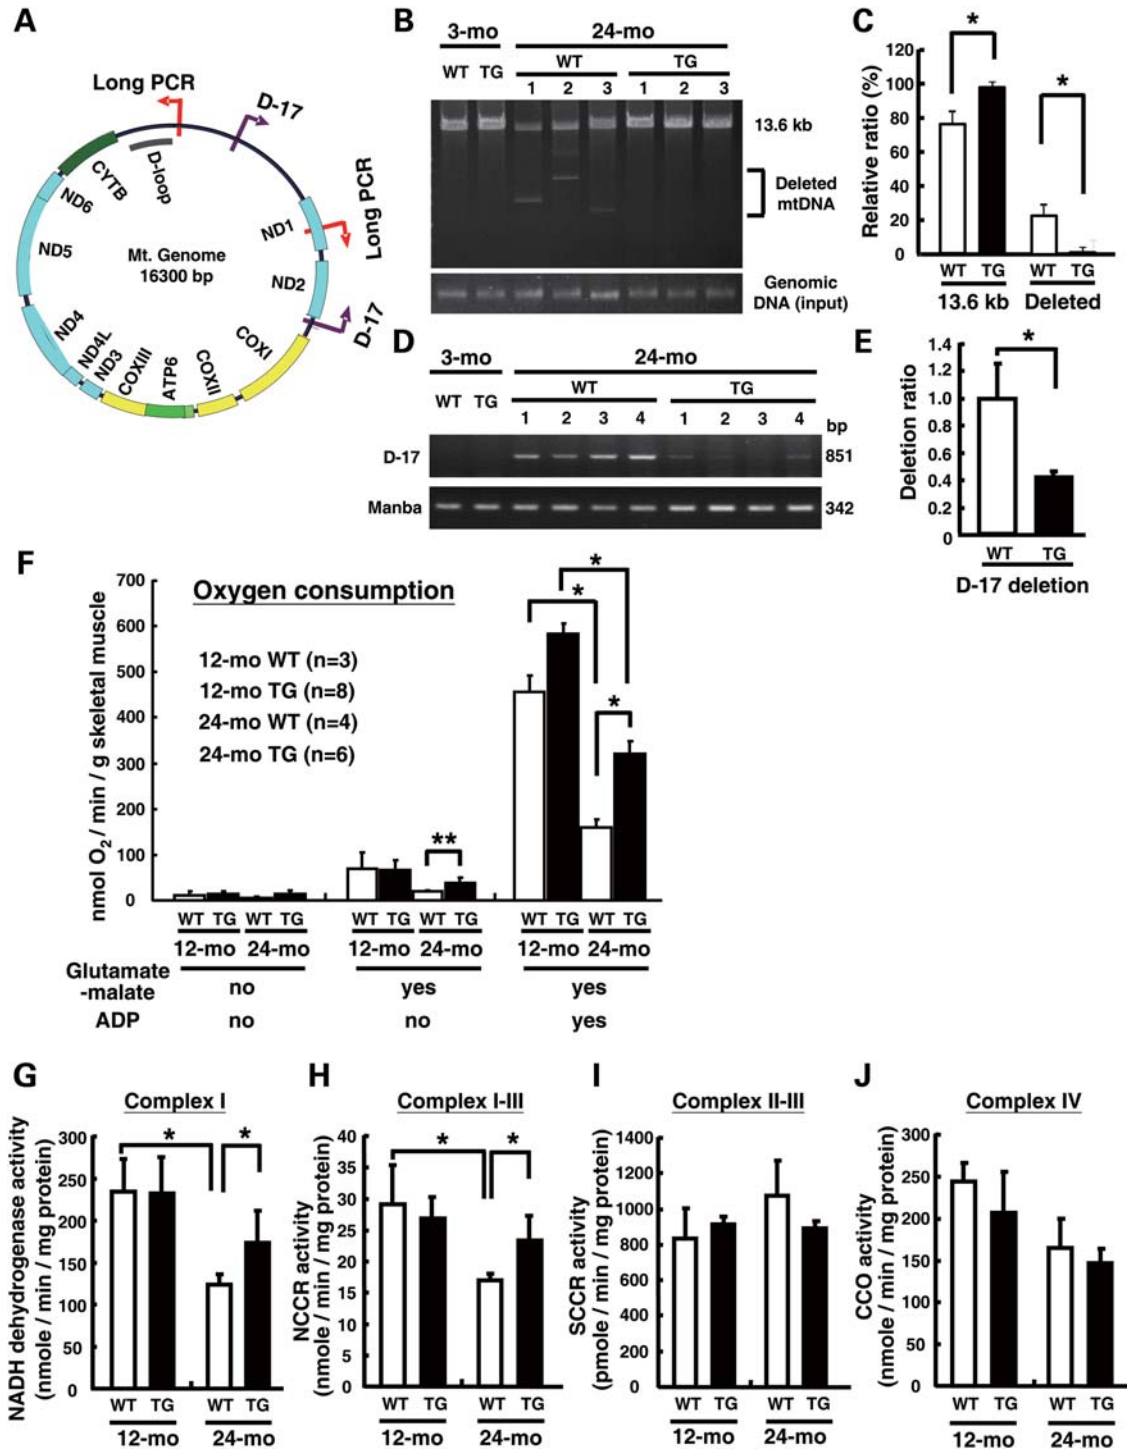 A
Long PCR
D-17
CYTB
D-loop
ND6
ND1
Long PCR
ND5
Mt. Genome
16300 bp
ND2
ND4
ND4L
ND3
COXIII
ATP6
COXII
COXI
D-17
B
3-mo
24-mo
WT TG
WT
TG
1 2 3 1 2 3
13.6 kb
Deleted
mtDNA
Genomic
DNA (input)
C
Relative ratio (%)
120
100
80
60
40
20
0
*
*
WT TG WT TG
13.6 kb Deleted
D
3-mo
24-mo
WT TG
WT
TG
1 2 3 4 1 2 3 4
bp
D-17
851
Manba
342
E
Deletion ratio
1.4
1.2
1.0
0.8
0.6
0.4
0.2
0
*
WT TG
D-17 deletion
F
Oxygen consumption
12-mo WT (n=3)
12-mo TG (n=8)
24-mo WT (n=4)
24-mo TG (n=6)
nmol O2 / min / g skeletal muscle
700
600
500
400
300
200
100
0
**
*
*
*
WT TG WT TG WT TG WT TG WT TG WT TG
12-mo 24-mo 12-mo 24-mo 12-mo 24-mo
Glutamate
-malate no yes yes
ADP no no yes
G
Complex I
NADH dehydrogenase activity
(nmole / min / mg protein)
300
250
200
150
100
50
0
* *
WT TG WT TG
12-mo 24-mo
H
Complex I-III
NCCR activity
(nmole / min / mg protein)
40
35
30
25
20
15
10
5
0
* *
WT TG WT TG
12-mo 24-mo
I
Complex II-III
SCCR activity
(pmole / min / mg protein)
1400
1200
1000
800
600
400
200
0
WT TG WT TG
12-mo 24-mo
J
Complex IV
CCO activity
(nmole / min / mg protein)
300
250
200
150
100
50
0
WT TG WT TG
12-mo 24-mo